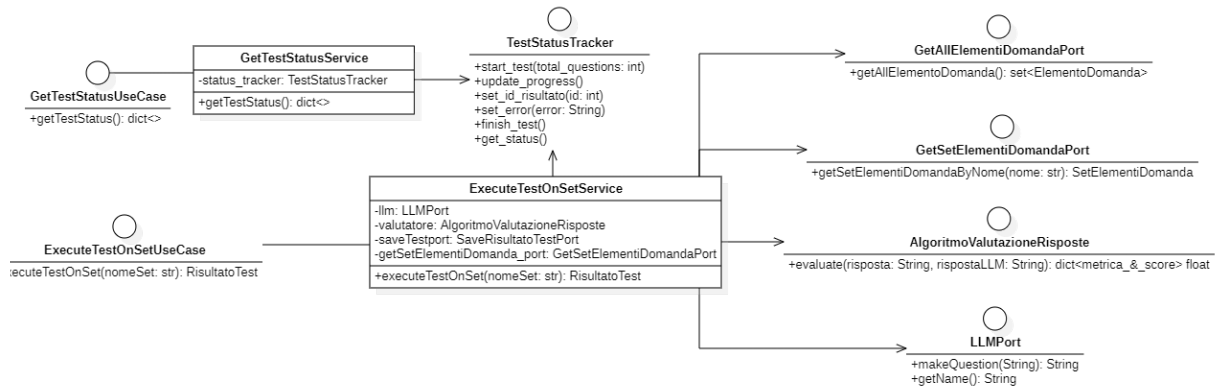 GetTestStatusUseCase
+getTestStatus(): dict<>
GetTestStatusService
-status_tracker: TestStatusTracker
+getTestStatus(): dict<>
TestStatusTracker
+start_test(total_questions: int)
+update_progress()
+set_id_risultato(id: int)
+set_error(error: String)
+finish_test()
+get_status()
GetAllElementiDomandaPort
+getAllElementoDomanda(): set<ElementoDomanda>
GetSetElementiDomandaPort
+getSetElementiDomandaByNome(nome: str): SetElementiDomanda
ExecuteTestOnSetUseCase
xecuteTestOnSet(nomeSet: str): RisultatoTest
ExecuteTestOnSetService
-llm: LLMPort
-valutatore: AlgoritmoValutazioneRisposte
-saveTestport: SaveRisultatoTestPort
-getSetElementiDomanda_port: GetSetElementiDomandaPort
+executeTestOnSet(nomeSet: str): RisultatoTest
AlgoritmoValutazioneRisposte
+evaluate(risposta: String, rispostaLLM: String): dict<metrica_&_score> float
LLMPort
+makeQuestion(String): String
+getName(): String